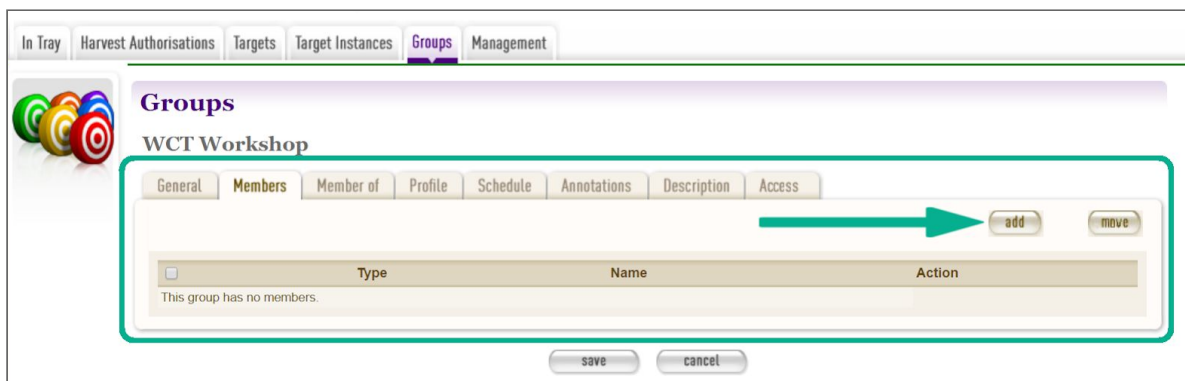 In Tray Harvest Authorisations Targets Target Instances Groups Management
Groups
WCT Workshop
General Members Member of Profile Schedule Annotations Description Access
add move
Type Name Action
This group has no members.
save cancel